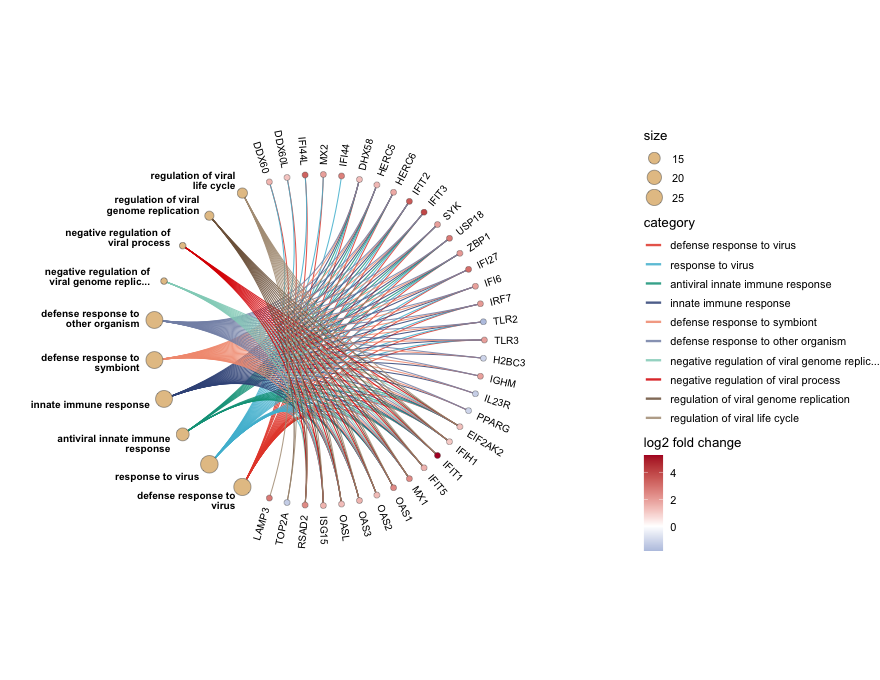 DDX60
DDX60L
IFI44L
MX2
IFI44
DHX58
HERC5
HERC6
IFIT2
IFIT3
SYK
USP18
ZBP1
IFI27
IFI6
IRF7
TLR2
TLR3
H2BC3
IGHM
IL23R
PPARG
EIF2AK2
IFIH1
IFIT1
IFIT5
MX1
OAS1
OAS2
OAS3
OASL
ISG15
RSAD2
TOP2A
LAMP3
regulation of viral
life cycle
regulation of viral
genome replication
negative regulation of
viral process
negative regulation of
viral genome replic...
defense response to
other organism
defense response to
symbiont
innate immune response
antiviral innate immune
response
response to virus
defense response to
virus
size
15
20
25
category
defense response to virus
response to virus
antiviral innate immune response
innate immune response
defense response to symbiont
defense response to other organism
negative regulation of viral genome replic...
negative regulation of viral process
regulation of viral genome replication
regulation of viral life cycle
log2 fold change
4
2
0